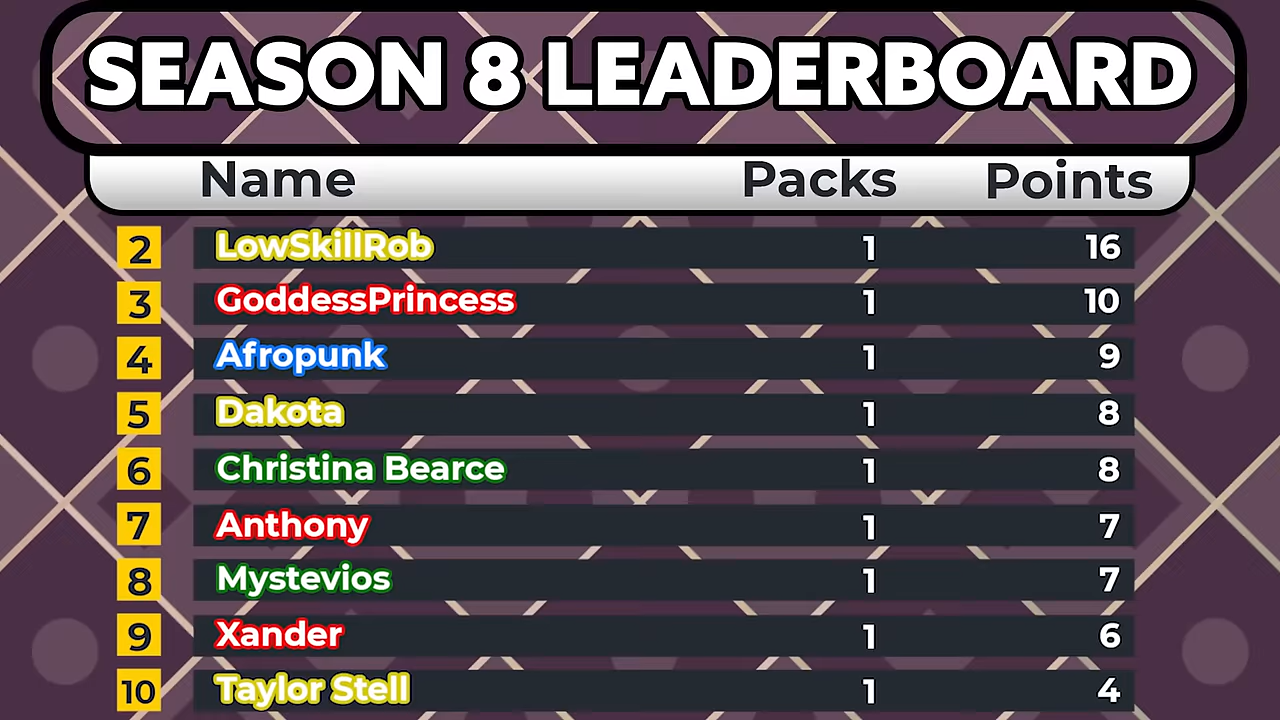 SEASON 8 LEADERBOARD
Name Packs Points
2 LowSkillRob 1 16
3 GoddessPrincess 1 10
4 Afropunk 1 9
5 Dakota 1 8
6 Christina Bearce 1 8
7 Anthony 1 7
8 Mystevios 1 7
9 Xander 1 6
10 Taylor Stell 1 4